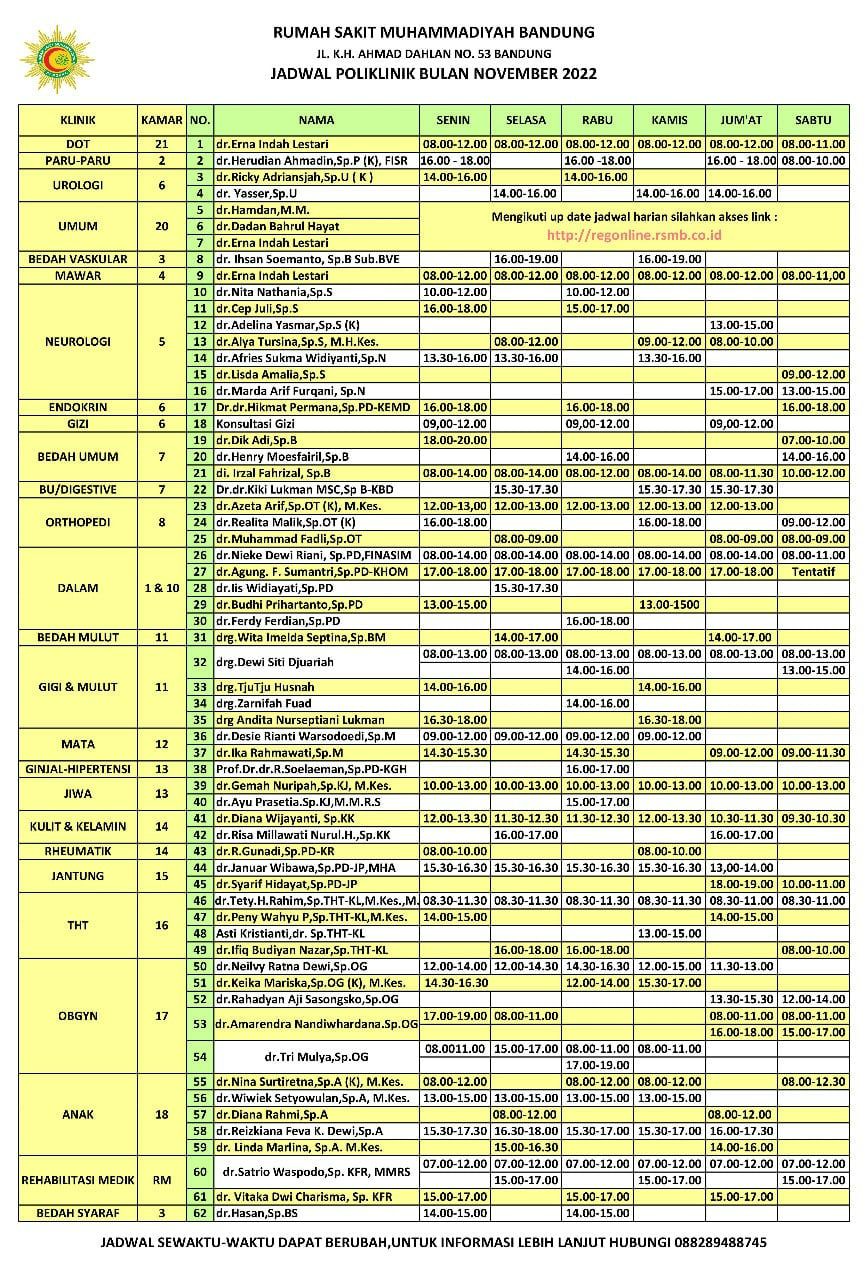 RUMAH SAKIT MUHAMMADIYAH BANDUNG
JL. K.H. AHMAD DAHLAN NO. 53 BANDUNG
JADWAL POLIKLINIK BULAN NOVEMBER 2022
KLINIK KAMAR NO. NAMA SENIN SELASA RABU KAMIS JUM'AT SABTU
DOT 21 1 dr.Erna Indah Lestari 08.00-12.00 08.00-12.00 08.00-12.00 08.00-12.00 08.00-12.00 08.00-11.00
PARU-PARU 2 2 dr.Herudian Ahmadin,Sp.P (K), FISR 16.00 - 18.00 16.00 -18.00 16.00 - 18.00 08.00-10.00
UROLOGI 6 3 dr.Ricky Adriansjah,Sp.U ( K ) 14.00-16.00 14.00-16.00
4 dr. Yasser,Sp.U 14.00-16.00 14.00-16.00 14.00-16.00
UMUM 20 5 dr.Hamdan,M.M. Mengikuti up date jadwal harian silahkan akses link :
6 dr.Dadan Bahrul Hayat http://regonline.rsmb.co.id
7 dr.Erna Indah Lestari
BEDAH VASKULAR 3 8 dr. Ihsan Soemanto, Sp.B Sub.BVE 16.00-19.00 16.00-19.00
MAWAR 4 9 dr.Erna Indah Lestari 08.00-12.00 08.00-12.00 08.00-12.00 08.00-12.00 08.00-12.00 08.00-11,00
NEUROLOGI 5 10 dr.Nita Nathania,Sp.S 10.00-12.00 10.00-12.00
11 dr.Cep Juli,Sp.S 16.00-18.00 15.00-17.00
12 dr.Adelina Yasmar,Sp.S (K) 13.00-15.00
13 dr.Alya Tursina,Sp.S, M.H.Kes. 08.00-12.00 09.00-12.00 08.00-10.00
14 dr.Afries Sukma Widiyanti,Sp.N 13.30-16.00 13.30-16.00 13.30-16.00
15 dr.Lisda Amalia,Sp.S 09.00-12.00
16 dr.Marda Arif Furqani, Sp.N 15.00-17.00 13.00-15.00
ENDOKRIN 6 17 Dr.dr.Hikmat Permana,Sp.PD-KEMD 16.00-18.00 16.00-18.00 16.00-18.00
GIZI 6 18 Konsultasi Gizi 09,00-12.00 09,00-12.00 09,00-12.00
BEDAH UMUM 7 19 dr.Dik Adi,Sp.B 18.00-20.00 07.00-10.00
20 dr.Henry Moesfairil,Sp.B 14.00-16.00 14.00-16.00
21 di. Irzal Fahrizal, Sp.B 08.00-14.00 08.00-14.00 08.00-12.00 08.00-14.00 08.00-11.30 10.00-12.00
BU/DIGESTIVE 7 22 Dr.dr.Kiki Lukman MSC,Sp B-KBD 15.30-17.30 15.30-17.30 15.30-17.30
ORTHOPEDI 8 23 dr.Azeta Arif,Sp.OT (K), M.Kes. 12.00-13,00 12.00-13.00 12.00-13.00 12.00-13.00 12.00-13.00
24 dr.Realita Malik,Sp.OT (K) 16.00-18.00 16.00-18.00 09.00-12.00
25 dr.Muhammad Fadli,Sp.OT 08.00-09.00 08.00-09.00 08.00-09.00
DALAM 1 & 10 26 dr.Nieke Dewi Riani, Sp.PD,FINASIM 08.00-14.00 08.00-14.00 08.00-14.00 08.00-14.00 08.00-14.00 08.00-11.00
27 dr.Agung. F. Sumantri,Sp.PD-KHOM 17.00-18.00 17.00-18.00 17.00-18.00 17.00-18.00 17.00-18.00 Tentatif
28 dr.Iis Widiayati,Sp.PD 15.30-17.30
29 dr.Budhi Prihartanto,Sp.PD 13.00-15.00 13.00-1500
30 dr.Ferdy Ferdian,Sp.PD 16.00-18.00
BEDAH MULUT 11 31 drg.Wita Imelda Septina,Sp.BM 14.00-17.00 14.00-17.00
GIGI & MULUT 11 32 drg.Dewi Siti Djuariah 08.00-13.00 08.00-13.00 08.00-13.00 08.00-13.00 08.00-13.00 08.00-13.00
14.00-16.00 13.00-15.00
33 drg.TjuTju Husnah 14.00-16.00 14.00-16.00
34 drg.Zarnifah Fuad 14.00-16.00
35 drg Andita Nurseptiani Lukman 16.30-18.00 16.30-18.00
MATA 12 36 dr.Desie Rianti Warsodoedi,Sp.M 09.00-12.00 09.00-12.00 09.00-12.00 09.00-12.00
37 dr.Ika Rahmawati,Sp.M 14.30-15.30 14.30-15.30 09.00-12.00 09.00-11.30
GINJAL-HIPERTENSI 13 38 Prof.Dr.dr.R.Soelaeman,Sp.PD-KGH 16.00-17.00
JIWA 13 39 dr.Gemah Nuripah,Sp.KJ, M.Kes. 10.00-13.00 10.00-13.00 10.00-13.00 10.00-13.00 10.00-13.00 10.00-13.00
40 dr.Ayu Prasetia.Sp.KJ,M.M.R.S 15.00-17.00
KULIT & KELAMIN 14 41 dr.Diana Wijayanti, Sp.KK 12.00-13.30 11.30-12.30 11.30-12.30 12.00-13.30 10.30-11.30 09.30-10.30
42 dr.Risa Millawati Nurul.H.,Sp.KK 16.00-17.00 16.00-17.00
RHEUMATIK 14 43 dr.R.Gunadi,Sp.PD-KR 08.00-10.00 08.00-10.00
JANTUNG 15 44 dr.Januar Wibawa,Sp.PD-JP,MHA 15.30-16.30 15.30-16.30 15.30-16.30 15.30-16.30 13,00-14.00
45 dr.Syarif Hidayat,Sp.PD-JP 18.00-19.00 10.00-11.00
THT 16 46 dr.Tety.H.Rahim,Sp.THT-KL,M.Kes.,M. 08.30-11.30 08.30-11.30 08.30-11.30 08.30-11.30 08.30-11.00 08.30-11.00
47 dr.Peny Wahyu P,Sp.THT-KL,M.Kes. 14.00-15.00 14.00-15.00
48 Asti Kristianti,dr. Sp.THT-KL 13.00-15.00
49 dr.Ifiq Budiyan Nazar,Sp.THT-KL 16.00-18.00 16.00-18.00 08.00-10.00
OBGYN 17 50 dr.Neilvy Ratna Dewi,Sp.OG 12.00-14.00 12.00-14.30 14.30-16.30 12.00-15.00 11.30-13.00
51 dr.Keika Mariska,Sp.OG (K), M.Kes. 14.30-16.30 12.00-14.00 15.30-17.00
52 dr.Rahadyan Aji Sasongsko,Sp.OG 13.30-15.30 12.00-14.00
53 dr.Amarendra Nandiwhardana.Sp.OG 17.00-19.00 08.00-11.00 08.00-11.00 08.00-11.00
16.00-18.00 15.00-17.00
54 dr.Tri Mulya,Sp.OG 08.0011.00 15.00-17.00 08.00-11.00 08.00-11.00
17.00-19.00
ANAK 18 55 dr.Nina Surtiretna,Sp.A (K), M.Kes. 08.00-12.00 08.00-12.00 08.00-12.00 08.00-12.30
56 dr.Wiwiek Setyowulan,Sp.A, M.Kes. 13.00-15.00 13.00-15.00 13.00-15.00 13.00-15.00
57 dr.Diana Rahmi,Sp.A 08.00-12.00 08.00-12.00
58 dr.Reizkiana Feva K. Dewi,Sp.A 15.30-17.30 16.30-18.00 15.30-17.00 15.30-17.00 16.00-17.30
59 dr. Linda Marlina, Sp.A. M.Kes. 15.00-16.30 14.00-16.00
REHABILITASI MEDIK RM 60 dr.Satrio Waspodo,Sp. KFR, MMRS 07.00-12.00 07.00-12.00 07.00-12.00 07.00-12.00 07.00-12.00 07.00-12.00
15.00-17.00 15.00-17.00 15.00-17.00
61 dr. Vitaka Dwi Charisma, Sp. KFR 15.00-17.00 15.00-17.00 15.00-17.00
BEDAH SYARAF 3 62 dr.Hasan,Sp.BS 14.00-15.00 14.00-15.00
JADWAL SEWAKTU-WAKTU DAPAT BERUBAH,UNTUK INFORMASI LEBIH LANJUT HUBUNGI 088289488745